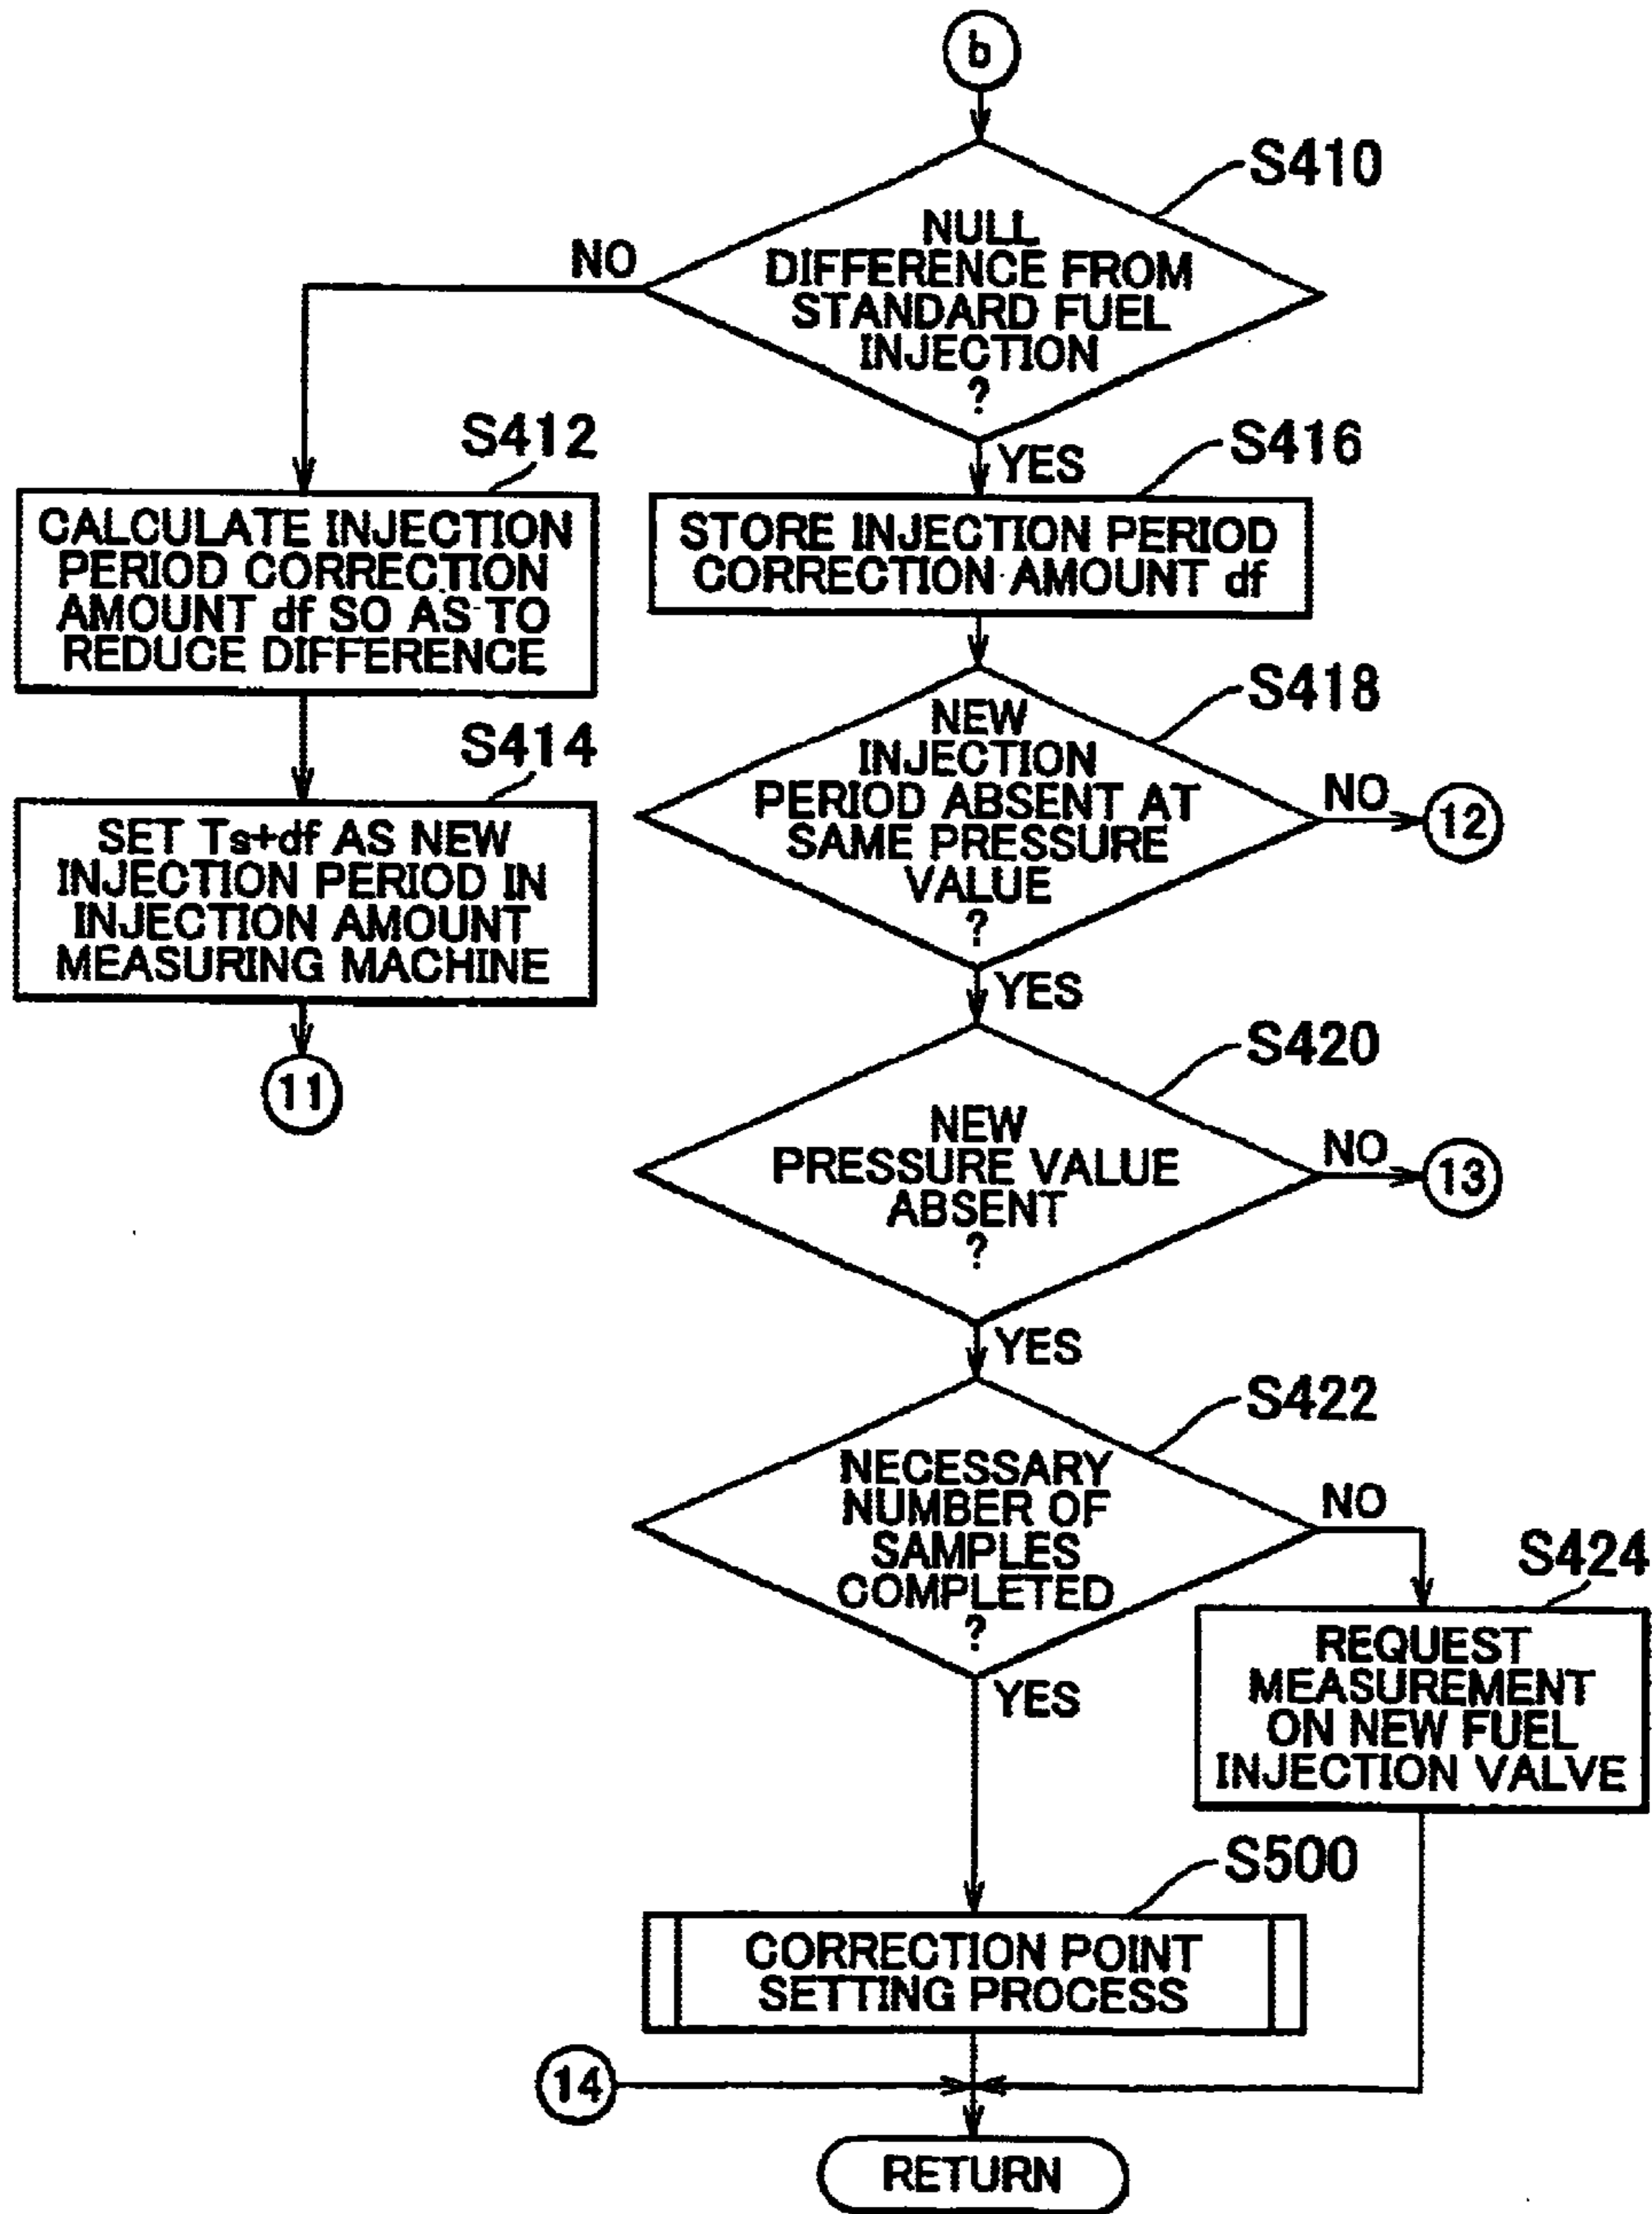 b
S410
NULL
DIFFERENCE FROM
STANDARD FUEL
INJECTION
?
NO
YES
S412
CALCULATE INJECTION
PERIOD CORRECTION
AMOUNT df SO AS TO
REDUCE DIFFERENCE
S414
SET Ts+df AS NEW
INJECTION PERIOD IN
INJECTION AMOUNT
MEASURING MACHINE
11
S416
STORE INJECTION PERIOD
CORRECTION AMOUNT df
S418
NEW
INJECTION
PERIOD ABSENT AT
SAME PRESSURE
VALUE
?
NO
12
YES
S420
NEW
PRESSURE VALUE
ABSENT
?
NO
13
YES
S422
NECESSARY
NUMBER OF
SAMPLES
COMPLETED
?
NO
YES
S424
REQUEST
MEASUREMENT
ON NEW FUEL
INJECTION VALVE
S500
CORRECTION POINT
SETTING PROCESS
14
RETURN